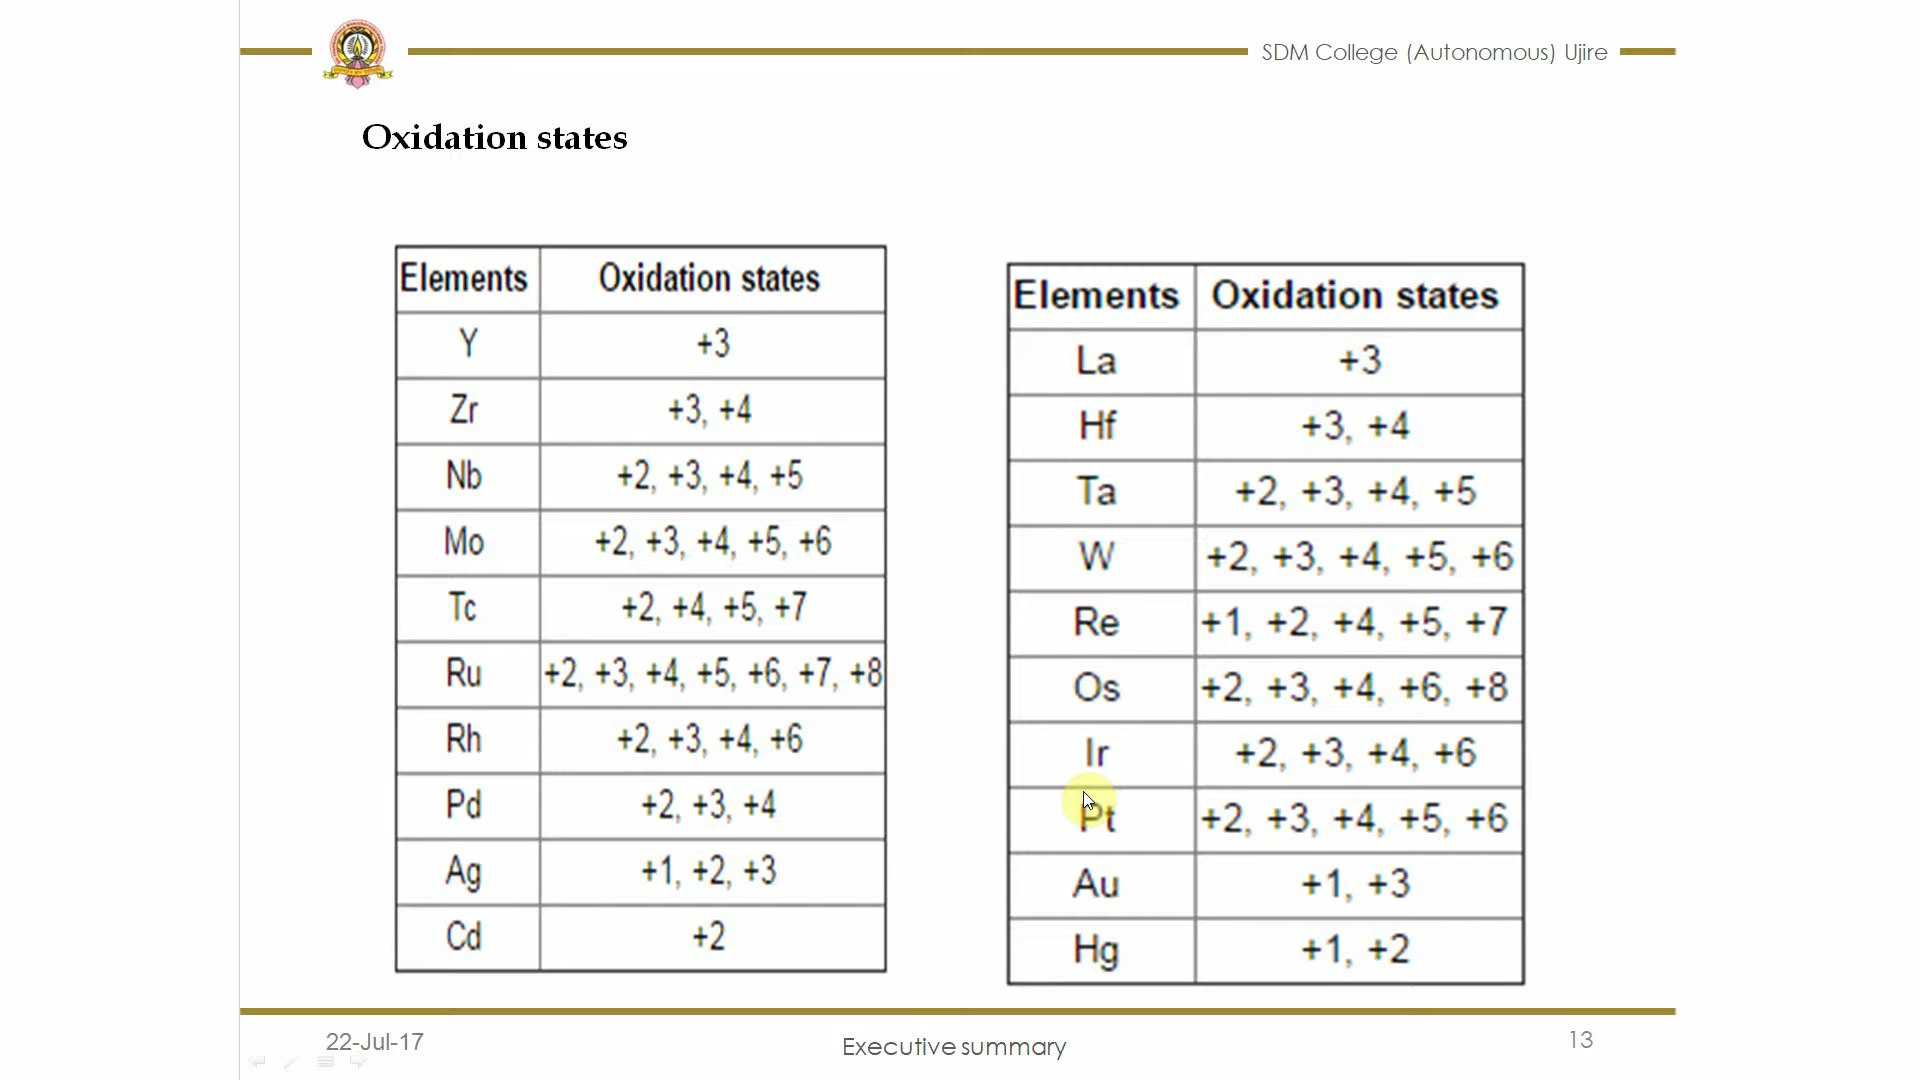 SDM College (Autonomous) Ujire
Oxidation states
Elements Oxidation states
Y +3
Zr +3, +4
Nb +2, +3, +4, +5
Mo +2, +3, +4, +5, +6
Tc +2, +4, +5, +7
Ru +2, +3, +4, +5, +6, +7, +8
Rh +2, +3, +4, +6
Pd +2, +3, +4
Ag +1, +2, +3
Cd +2
Elements Oxidation states
La +3
Hf +3, +4
Ta +2, +3, +4, +5
W +2, +3, +4, +5, +6
Re +1, +2, +4, +5, +7
Os +2, +3, +4, +6, +8
Ir +2, +3, +4, +6
Pt +2, +3, +4, +5, +6
Au +1, +3
Hg +1, +2
22-Jul-17
Executive summary
13